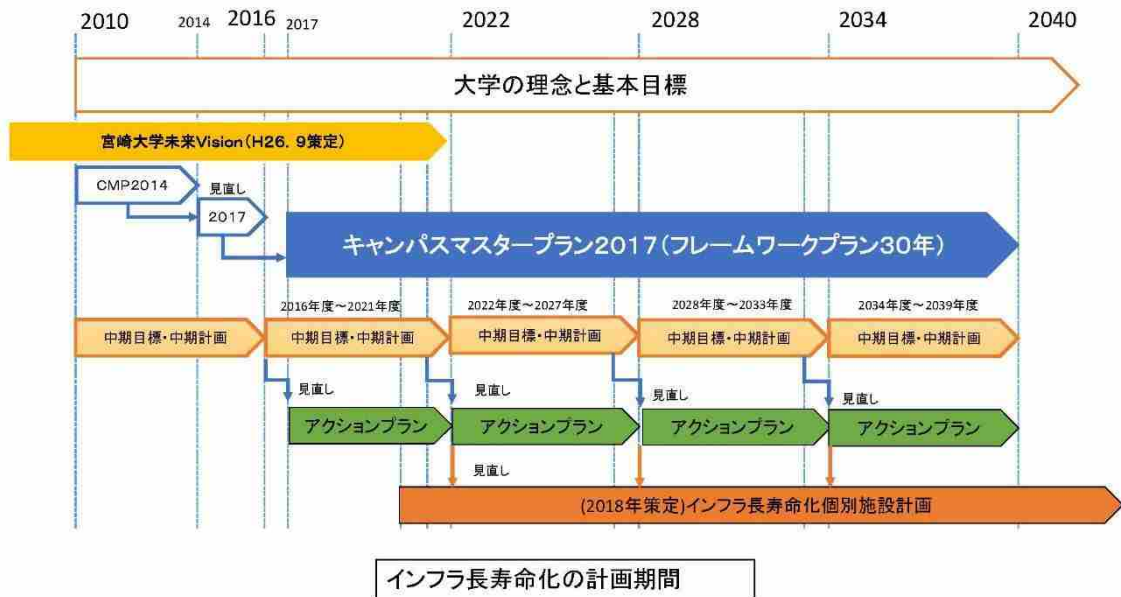 2010 2014 2016 2017 2022 2028 2034 2040
大学の理念と基本目標
宮崎大学未来Vision(H26.9策定)
CMP2014
見直し
2017
キャンパスマスタープラン2017(フレームワークプラン30年)
2016年度～2021年度 2022年度～2027年度 2028年度～2033年度 2034年度～2039年度
中期目標・中期計画 中期目標・中期計画 中期目標・中期計画 中期目標・中期計画 中期目標・中期計画
見直し 見直し 見直し 見直し
アクションプラン アクションプラン アクションプラン アクションプラン
見直し
(2018年策定)インフラ長寿命化個別施設計画
インフラ長寿命化の計画期間